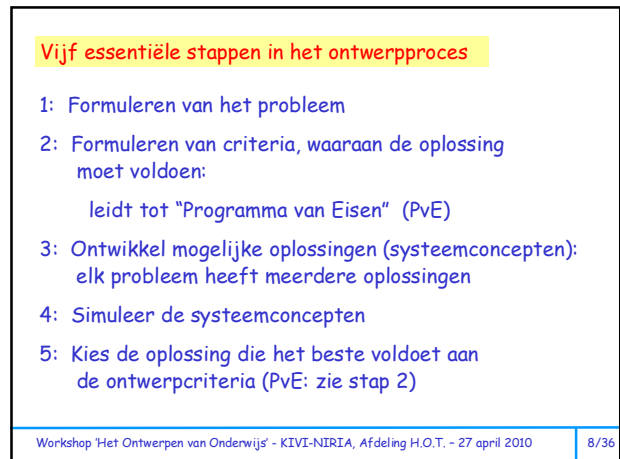 Vijf essentiële stappen in het ontwerpproces
1: Formuleren van het probleem
2: Formuleren van criteria, waaraan de oplossing
moet voldoen:
leidt tot "Programma van Eisen" (PvE)
3: Ontwikkel mogelijke oplossingen (systeemconcepten):
elk probleem heeft meerdere oplossingen
4: Simuleer de systeemconcepten
5: Kies de oplossing die het beste voldoet aan
de ontwerpcriteria (PvE: zie stap 2)
Workshop 'Het Ontwerpen van Onderwijs' - KIVI-NIRIA, Afdeling H.O.T. – 27 april 2010 8/36